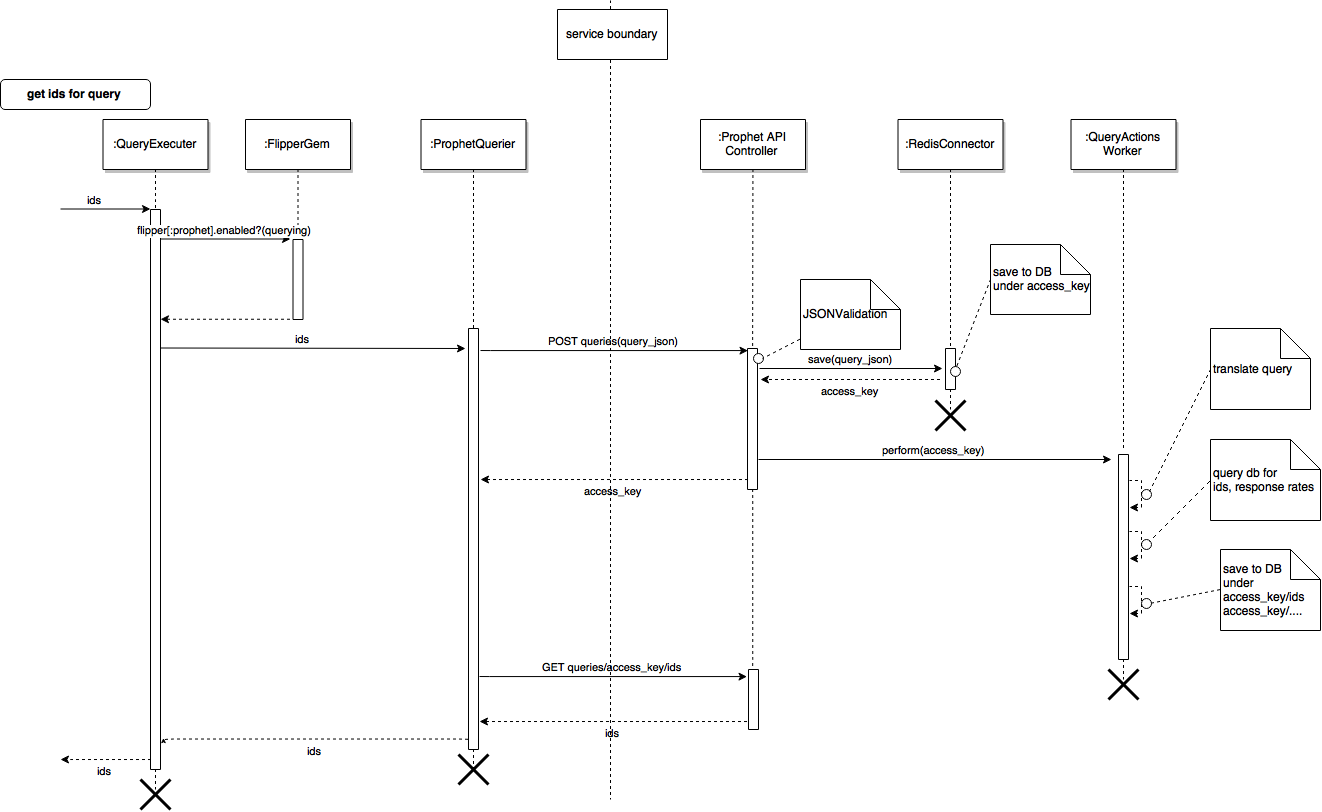 service boundary
get ids for query
:QueryExecuter
:FlipperGem
:ProphetQuerier
:Prophet API
Controller
:RedisConnector
:QueryActions
Worker
ids
flipper[:prophet].enabled?(querying)
save to DB
under access_key
JSONValidation
ids
POST queries(query_json)
save(query_json)
access_key
translate query
perform(access_key)
access_key
query db for
ids, response rates
save to DB
under
access_key/ids
access_key/....
GET queries/access_key/ids
ids
ids
ids